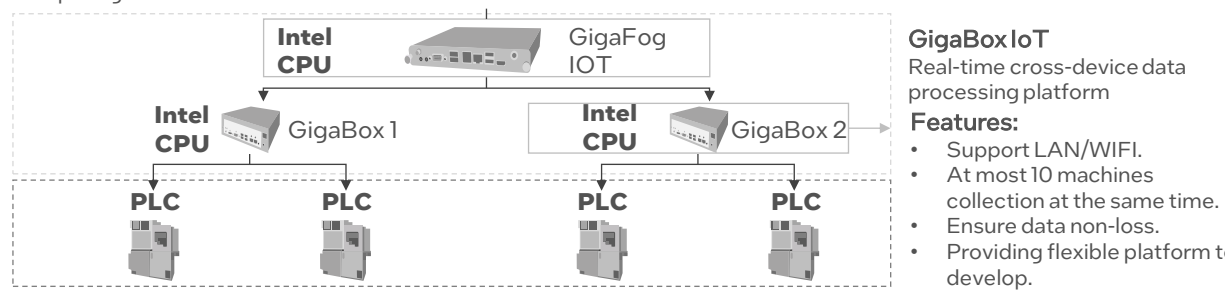 Intel
CPU
GigaFog
IOT
Intel
CPU
GigaBox 1
Intel
CPU
GigaBox 2
PLC
PLC
PLC
PLC
GigaBox IoT
Real-time cross-device data
processing platform
Features:
• Support LAN/WIFI.
• At most 10 machines
collection at the same time.
• Ensure data non-loss.
• Providing flexible platform
develop.